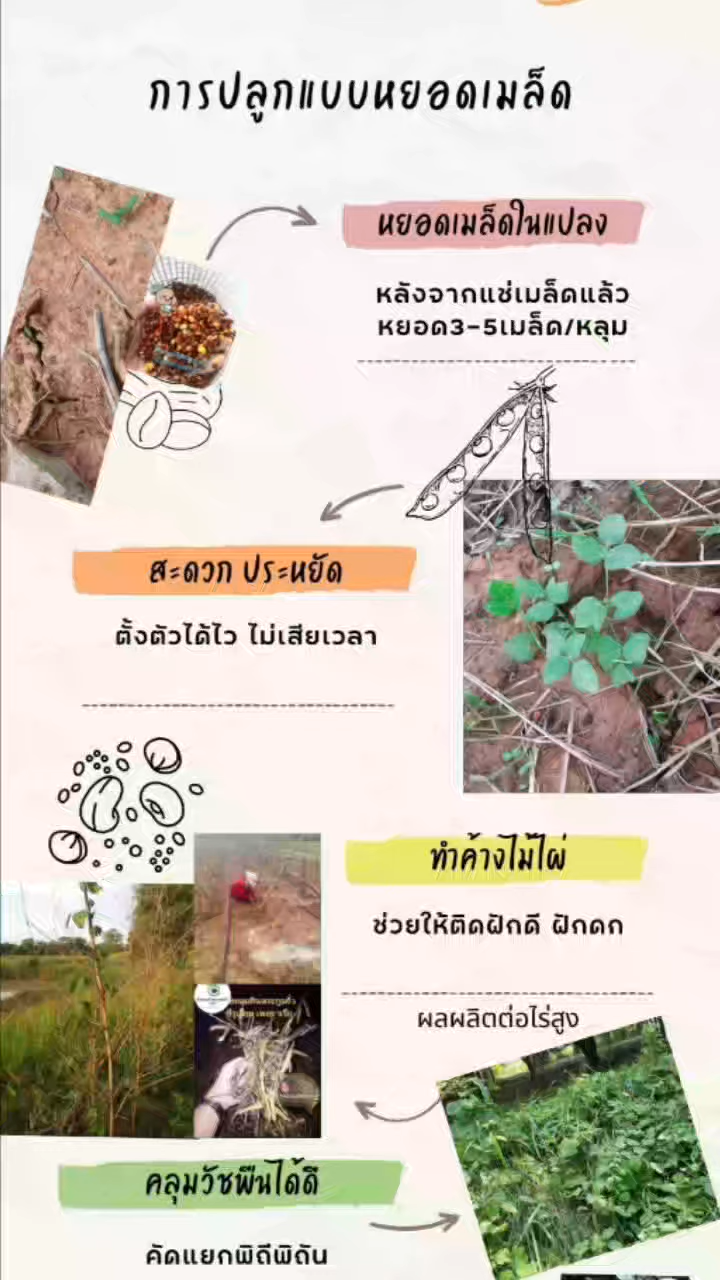 การปลูกแบบหยอดเมล็ด
หยอดเมล็ดในแปลง
หลังจากแช่เมล็ดแล้ว
หยอด3-5เมล็ด/หลุม
สะดวก ประหยัด
ตั้งตัวได้ไว ไม่เสียเวลา
ทำค้างไม้ไผ่
ช่วยให้ติดฝักดี ฝักดก
ผลผลิตต่อไร่สูง
คลุมวัชพืชได้ดี
คัดแยกพิถีพิถัน